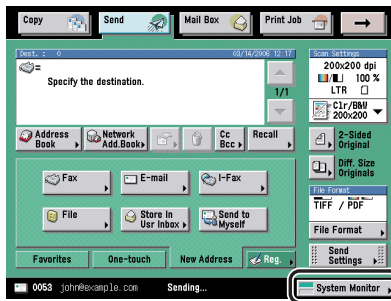 Copy
Send
Mail Box
Print Job
Dest. : 0
03/14/2006 12:17
Specify the destination.
1/1
Scan Settings
200x200 dpi
100 %
LTR
Clr/B&W
200x200
Address
Book
Network
Add.Book
Cc
Bcc
Recall
2-Sided
Original
Diff. Size
Originals
Fax
E-mail
I-Fax
File
Store In
Usr Inbox
Send to
Myself
File Format
TIFF / PDF
File Format
Favorites
One-touch
New Address
Reg.
Send
Settings
0053 john@example.com Sending...
System Monitor